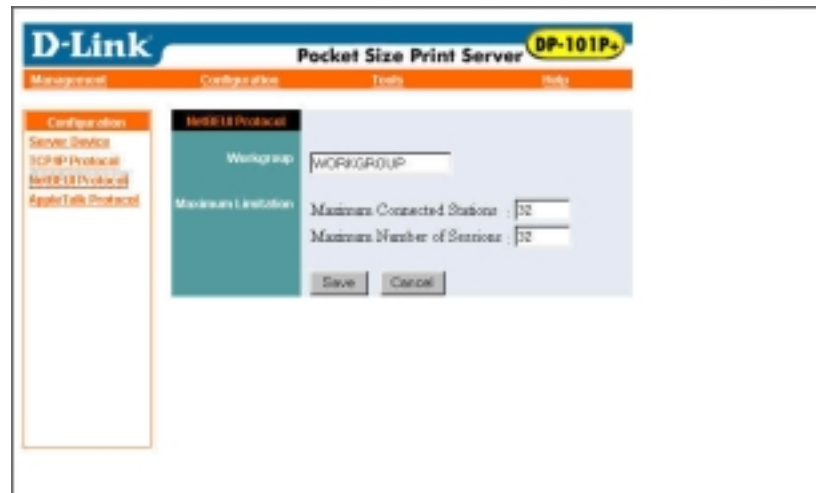 D-Link
Pocket Size Print Server DP-101P+
Management Configuration Tools Help
Configuration
Server Device
TCP/IP Protocol
NetBEUI Protocol
AppleTalk Protocol
NetBEUI Protocol
Workgroup WORKGROUP
Maximum Limitation Maximum Connected Stations : 32
Maximum Number of Sessions : 32
Save Cancel